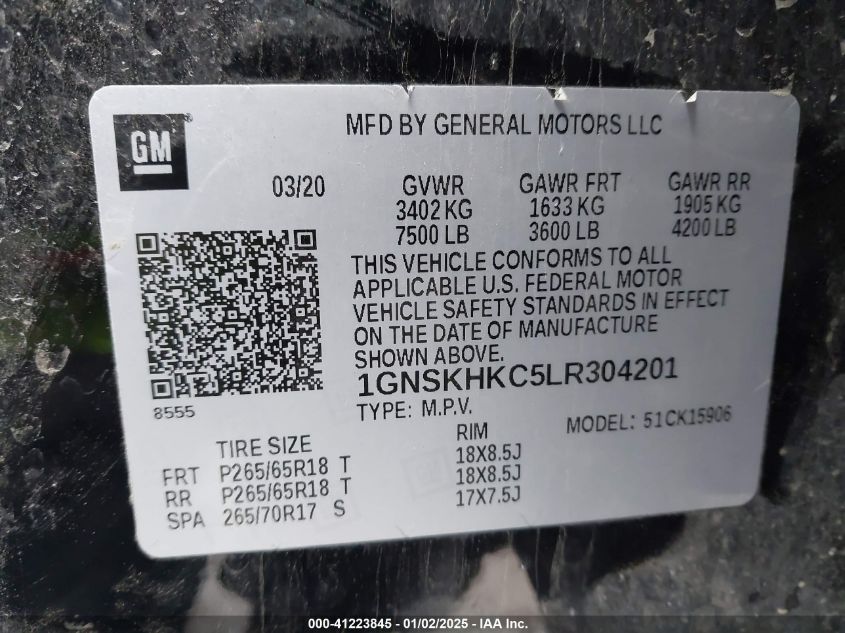 GM
MFD BY GENERAL MOTORS LLC
03/20 GVWR GAWR FRT GAWR RR
3402 KG 1633 KG 1905 KG
7500 LB 3600 LB 4200 LB
THIS VEHICLE CONFORMS TO ALL
APPLICABLE U.S. FEDERAL MOTOR
VEHICLE SAFETY STANDARDS IN EFFECT
ON THE DATE OF MANUFACTURE
SHOWN ABOVE.
1GNSKHKC5LR304201
8555 TYPE: M.P.V. MODEL: 51CK15906
TIRE SIZE RIM
FRT P265/65R18 T 18X8.5J
RR P265/65R18 T 18X8.5J
SPA 265/70R17 S 17X7.5J
000-41223845 - 01/02/2025 - IAA Inc.